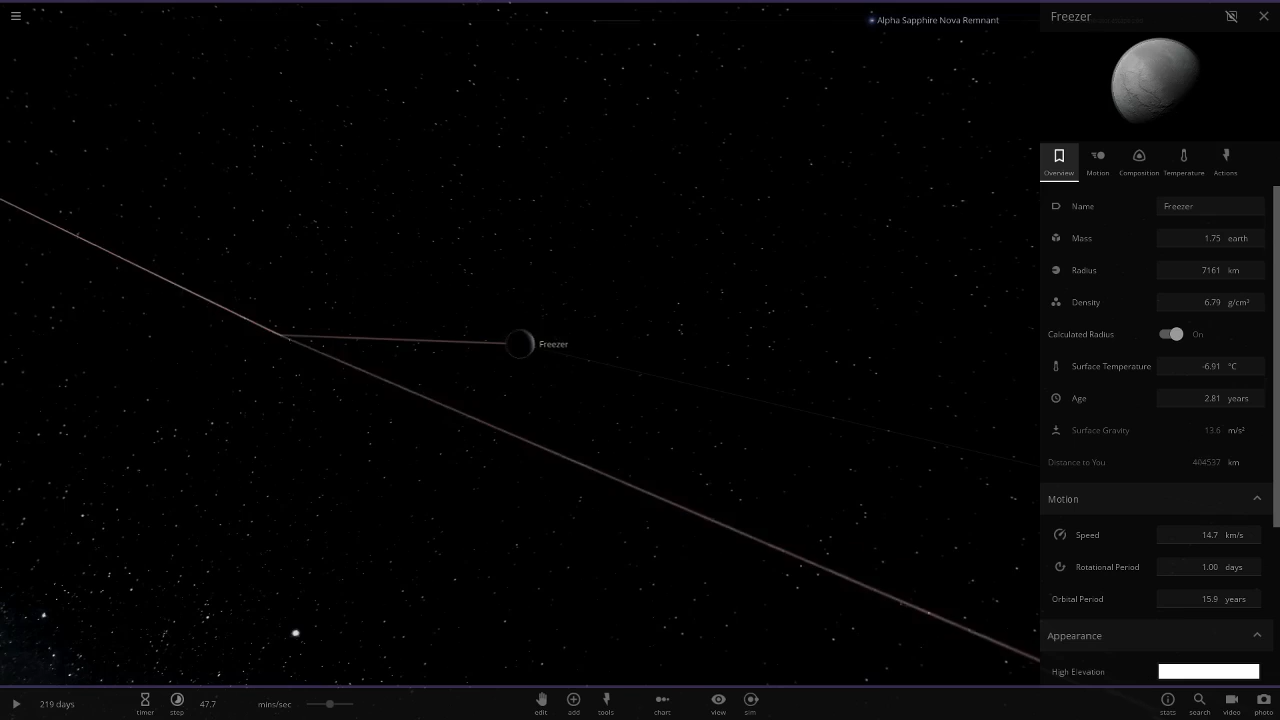 Alpha Sapphire Nova Remnant
Freezer
Freezer
Overview Motion Composition Temperature Actions
Name Freezer
Mass 1.75 earth
Radius 7161 km
Density 6.79 g/cm³
Calculated Radius On
Surface Temperature -6.91 °C
Age 2.81 years
Surface Gravity 13.6 m/s²
Distance to You 404537 km
Motion
Speed 14.7 km/s
Rotational Period 1.00 days
Orbital Period 15.9 years
Appearance
High Elevation
219 days timer step 47.7 mins/sec edit add tools chart view sim stats search video photo